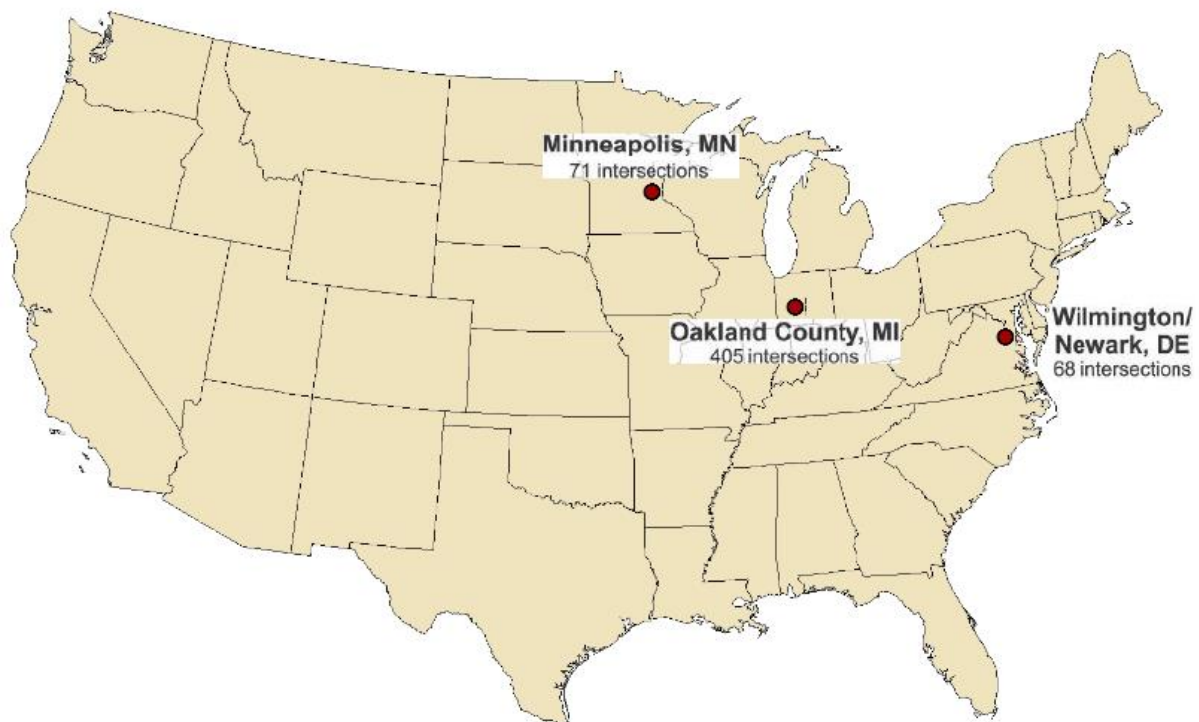 Minneapolis, MN
71 intersections
Oakland County, MI
405 intersections
Wilmington/
Newark, DE
68 intersections